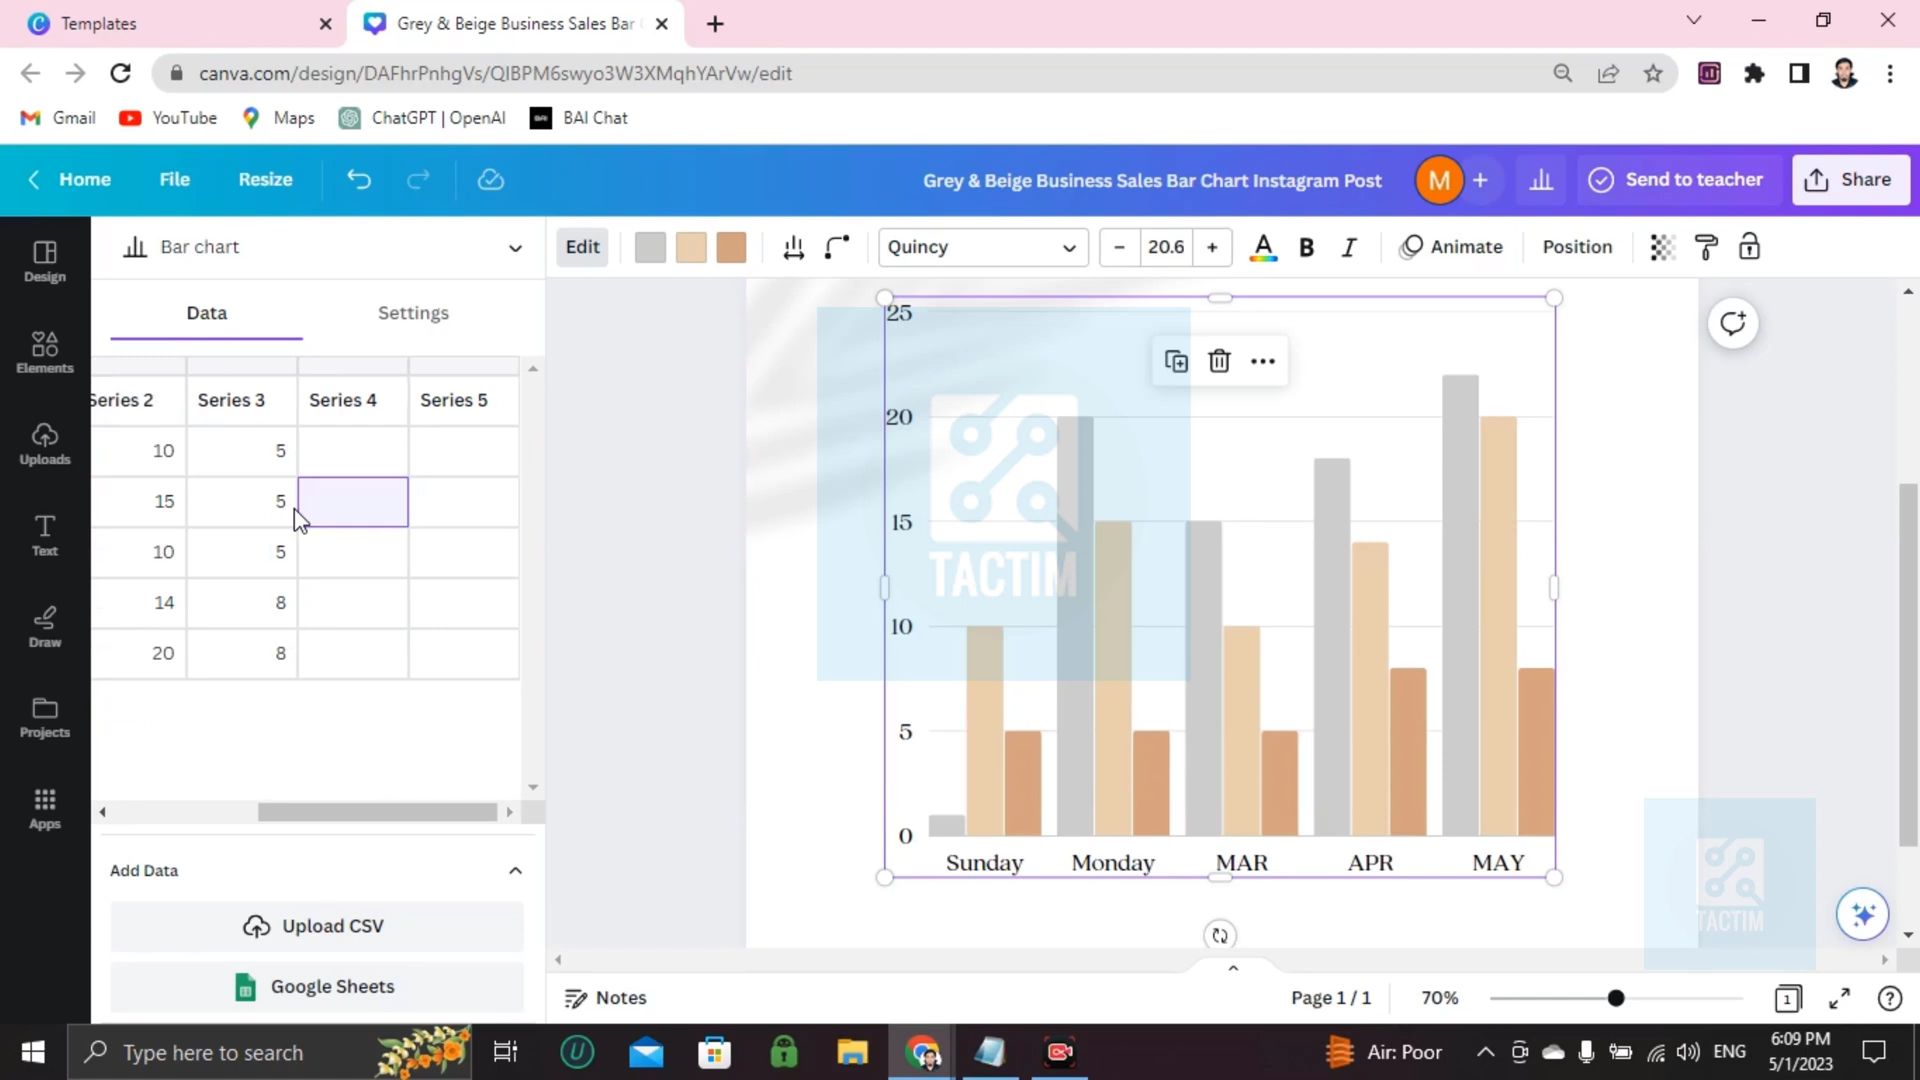 Templates
Grey & Beige Business Sales Bar
canva.com/design/DAFhrPnhgVs/QIBPM6swyo3W3XMqhYArVw/edit
Gmail
YouTube
Maps
ChatGPT | OpenAI
BAI
BAI Chat
Home
File
Resize
Grey & Beige Business Sales Bar Chart Instagram Post
M
Send to teacher
Share
Design
Elements
Uploads
Text
Draw
Projects
Apps
Bar chart
Data
Settings
Series 2 Series 3 Series 4 Series 5
10 5
15 5
10 5
14 8
20 8
Add Data
Upload CSV
Google Sheets
Edit
Quincy
20.6
A
B
I
Animate
Position
25
20
15
10
5
0
Sunday
Monday
MAR
APR
MAY
TACTIM
TACTIM
Notes
Page 1 / 1
70%
1
Type here to search
Air: Poor
ENG
6:09 PM
5/1/2023